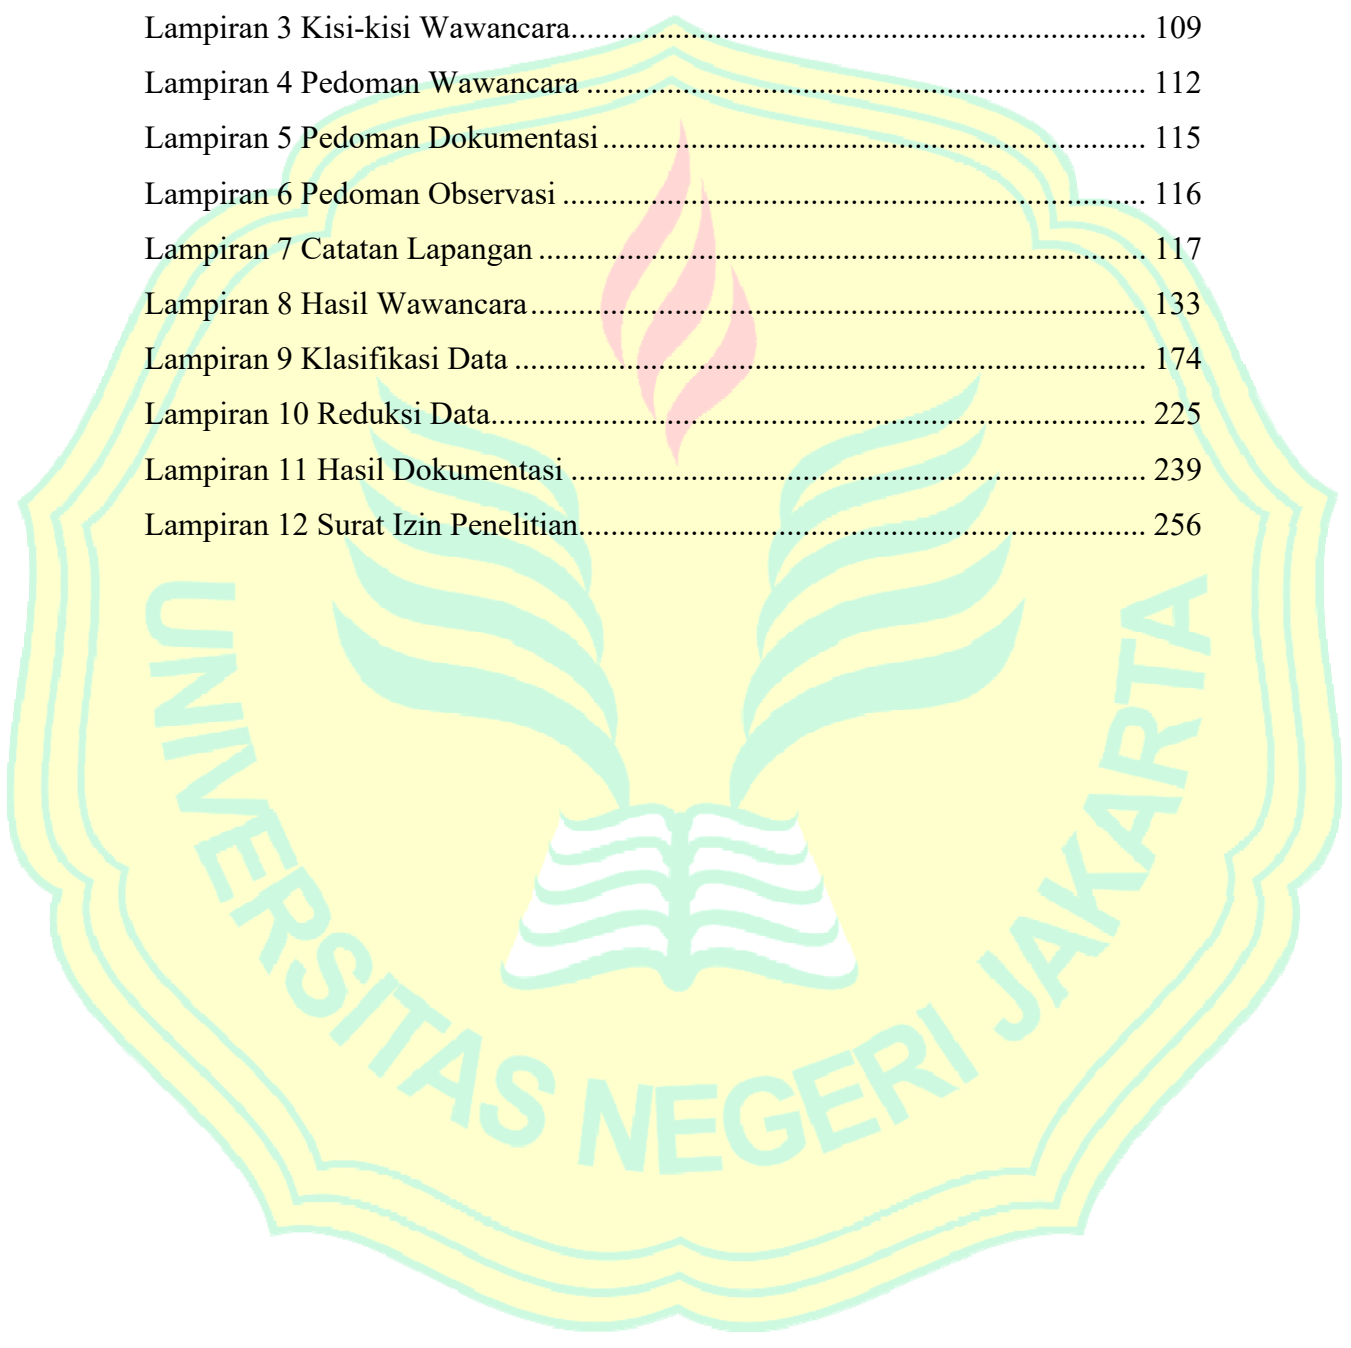 Lampiran 3 Kisi-kisi Wawancara........................................................................ 109
Lampiran 4 Pedoman Wawancara ...................................................................... 112
Lampiran 5 Pedoman Dokumentasi.................................................................... 115
Lampiran 6 Pedoman Observasi ......................................................................... 116
Lampiran 7 Catatan Lapangan ............................................................................ 117
Lampiran 8 Hasil Wawancara............................................................................. 133
Lampiran 9 Klasifikasi Data ............................................................................... 174
Lampiran 10 Reduksi Data.................................................................................. 225
Lampiran 11 Hasil Dokumentasi ........................................................................ 239
Lampiran 12 Surat Izin Penelitian....................................................................... 256
UNIVERSITAS NEGERI JAKARTA